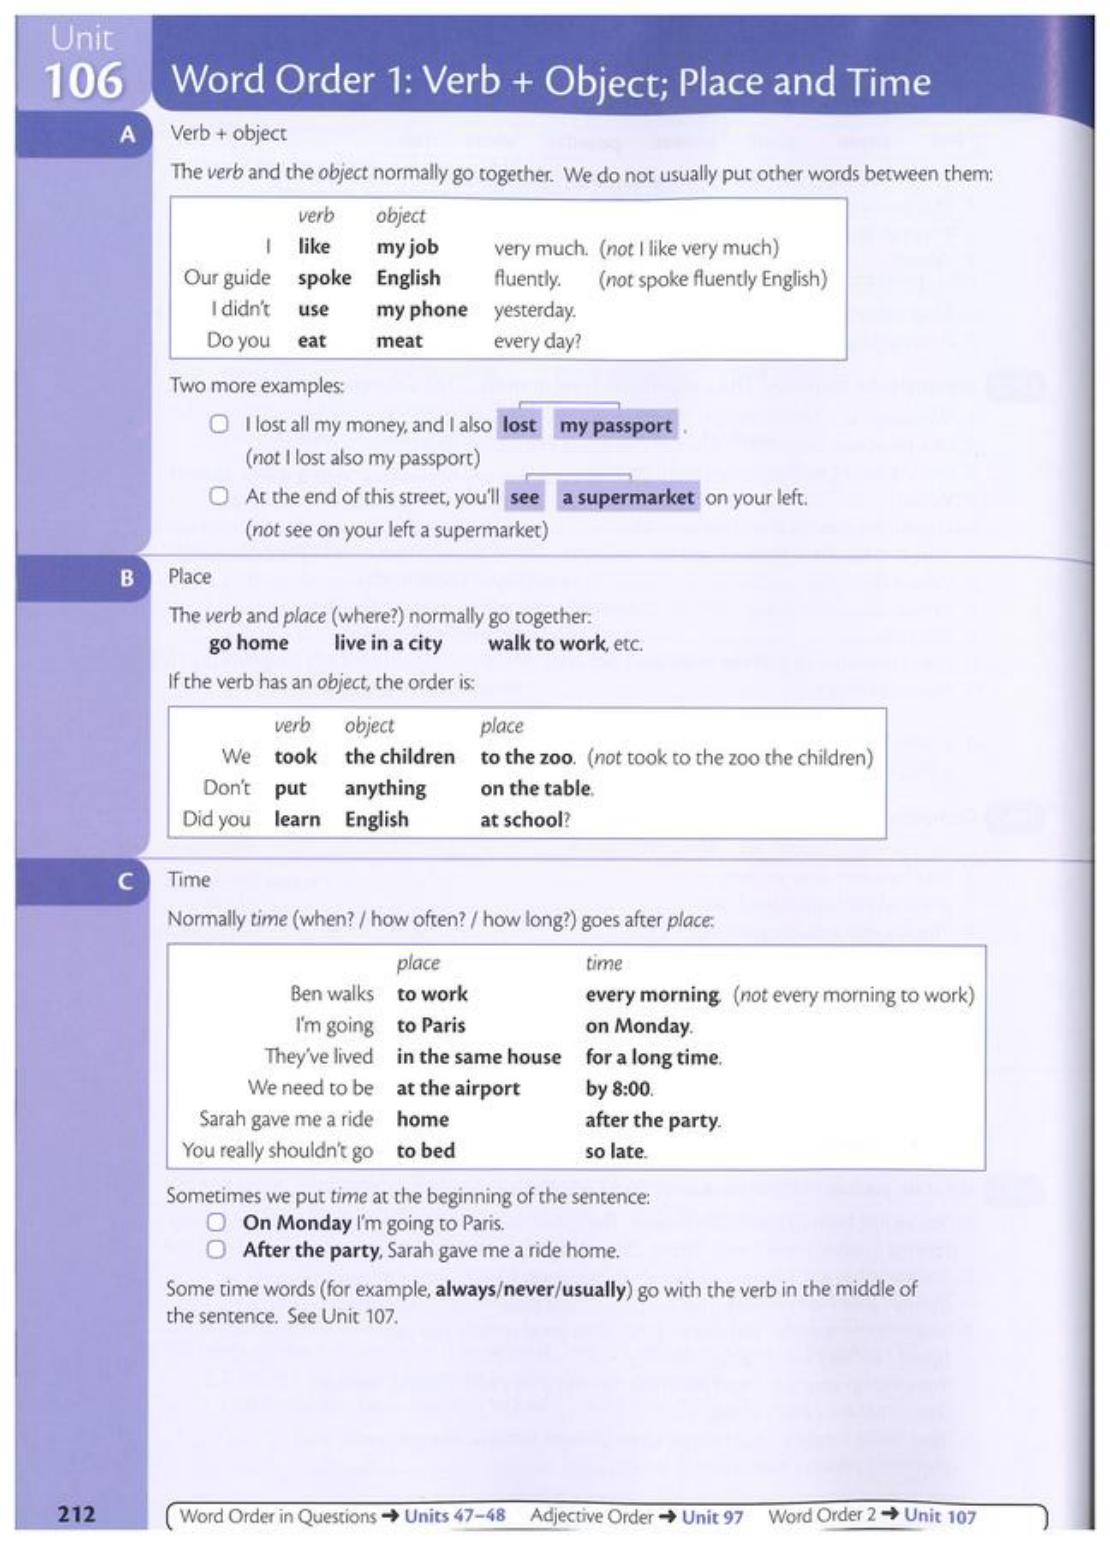 Unit
106
Word Order 1: Verb + Object; Place and Time
A
Verb + object
The verb and the object normally go together. We do not usually put other words between them:
verb object
I like my job very much. (not I like very much)
Our guide spoke English fluently. (not spoke fluently English)
I didn't use my phone yesterday.
Do you eat meat every day?
Two more examples:
I lost all my money, and I also lost my passport .
(not I lost also my passport)
At the end of this street, you'll see a supermarket on your left.
(not see on your left a supermarket)
B
Place
The verb and place (where?) normally go together:
go home live in a city walk to work, etc.
If the verb has an object, the order is:
verb object place
We took the children to the zoo. (not took to the zoo the children)
Don't put anything on the table.
Did you learn English at school?
C
Time
Normally time (when? / how often? / how long?) goes after place:
place time
Ben walks to work every morning. (not every morning to work)
I'm going to Paris on Monday.
They've lived in the same house for a long time.
We need to be at the airport by 8:00.
Sarah gave me a ride home after the party.
You really shouldn't go to bed so late.
Sometimes we put time at the beginning of the sentence:
On Monday I'm going to Paris.
After the party, Sarah gave me a ride home.
Some time words (for example, always/never/usually) go with the verb in the middle of
the sentence. See Unit 107.
212
Word Order in Questions → Units 47–48 Adjective Order → Unit 97 Word Order 2 → Unit 107